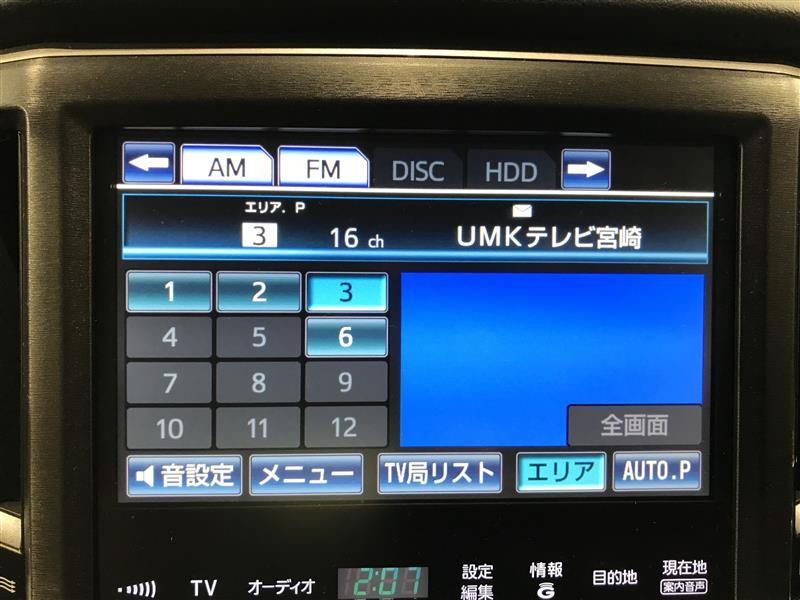 AM FM DISC HDD
エリア. P
3 16 ch UMKテレビ宮崎
1 2 3
4 5 6
7 8 9
10 11 12
全画面
音設定 メニュー TV局リスト エリア AUTO.P
TV オーディオ 2:07 設定編集 情報G 目的地 現在地
案内音声